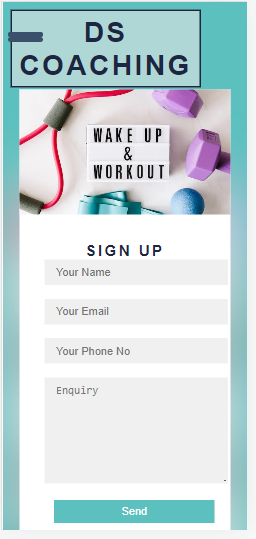 DS
COACHING
WAKE UP
&
WORKOUT
SIGN UP
Your Name
Your Email
Your Phone No
Enquiry
Send